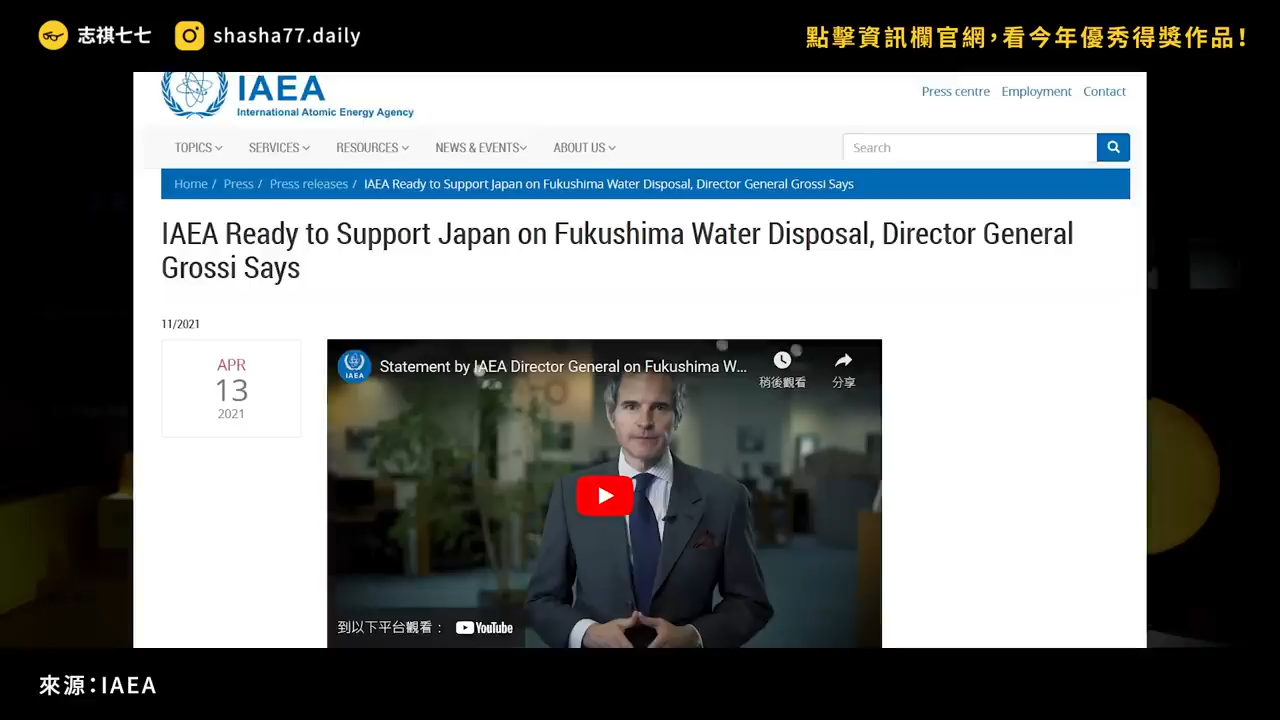 志祺七七
shasha77.daily
點擊資訊欄官網,看今年優秀得獎作品!
IAEA
International Atomic Energy Agency
Press centre Employment Contact
TOPICS SERVICES RESOURCES NEWS & EVENTS ABOUT US
Search
Home / Press / Press releases / IAEA Ready to Support Japan on Fukushima Water Disposal, Director General Grossi Says
IAEA Ready to Support Japan on Fukushima Water Disposal, Director General
Grossi Says
11/2021
APR
13
2021
IAEA
Statement by IAEA Director General on Fukushima W...
稍後觀看
分享
到以下平台觀看:
YouTube
來源:IAEA